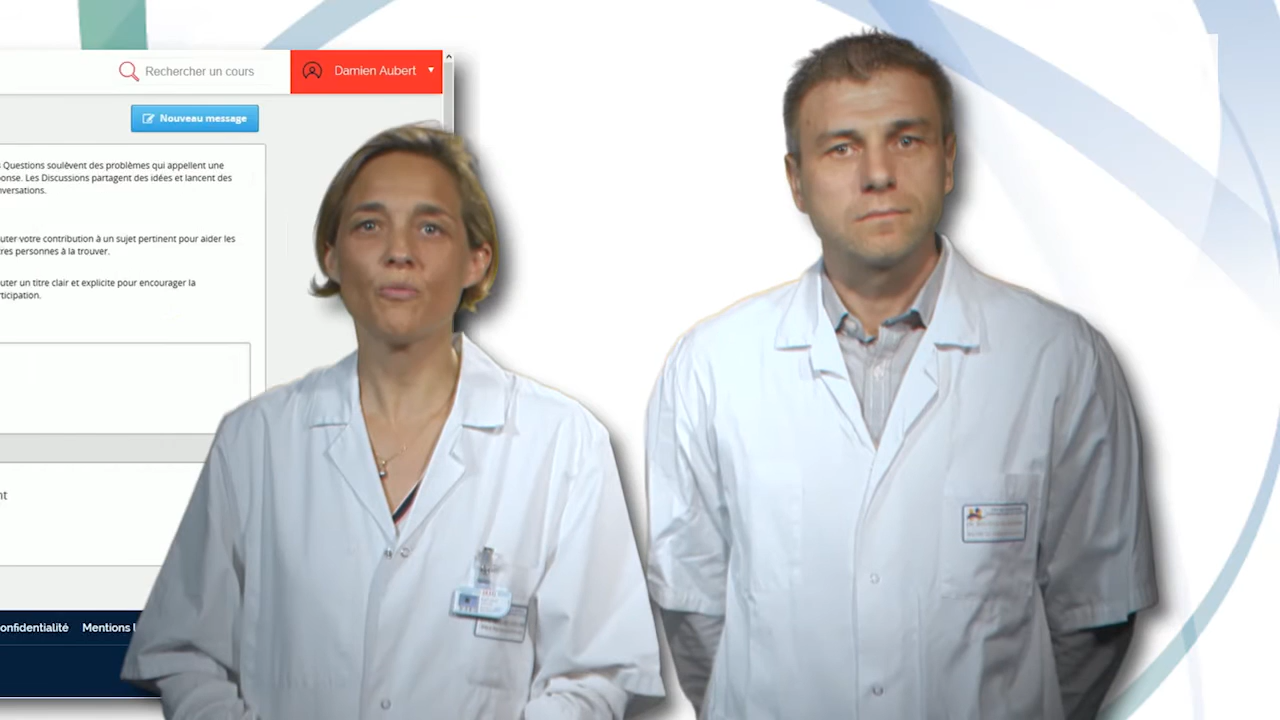 Rechercher un cours
Damien Aubert
Nouveau message
Questions soulèvent des problèmes qui appellent une
onse. Les Discussions partagent des idées et lancent des
versations.
uter votre contribution à un sujet pertinent pour aider les
res personnes à la trouver.
uter un titre clair et explicite pour encourager la
ticipation.
nt
onfidentialité
Mentions l